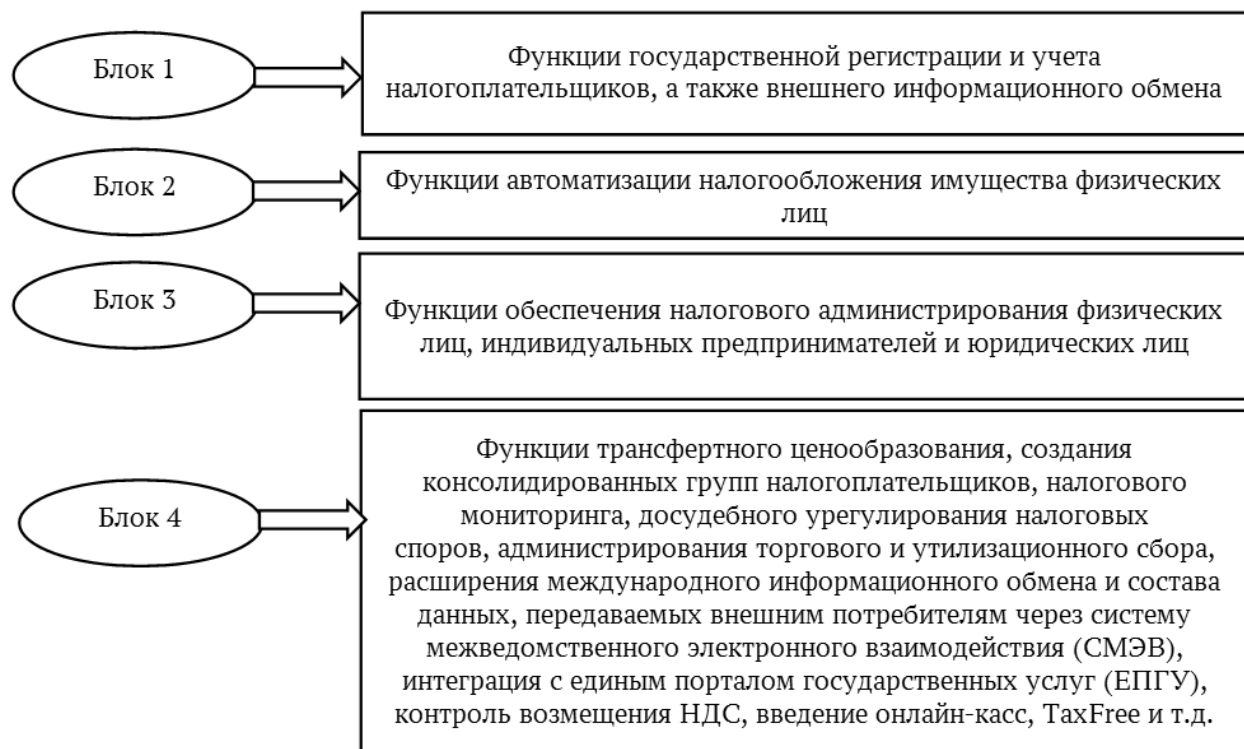 Блок 1
Функции государственной регистрации и учета
налогоплательщиков, а также внешнего информационного обмена
Блок 2
Функции автоматизации налогообложения имущества физических
лиц
Блок 3
Функции обеспечения налогового администрирования физических
лиц, индивидуальных предпринимателей и юридических лиц
Блок 4
Функции трансфертного ценообразования, создания
консолидированных групп налогоплательщиков, налогового
мониторинга, досудебного урегулирования налоговых
споров, администрирования торгового и утилизационного сбора,
расширения международного информационного обмена и состава
данных, передаваемых внешним потребителям через систему
межведомственного электронного взаимодействия (СМЭВ),
интеграция с единым порталом государственных услуг (ЕПГУ),
контроль возмещения НДС, введение онлайн-касс, TaxFree и т.д.